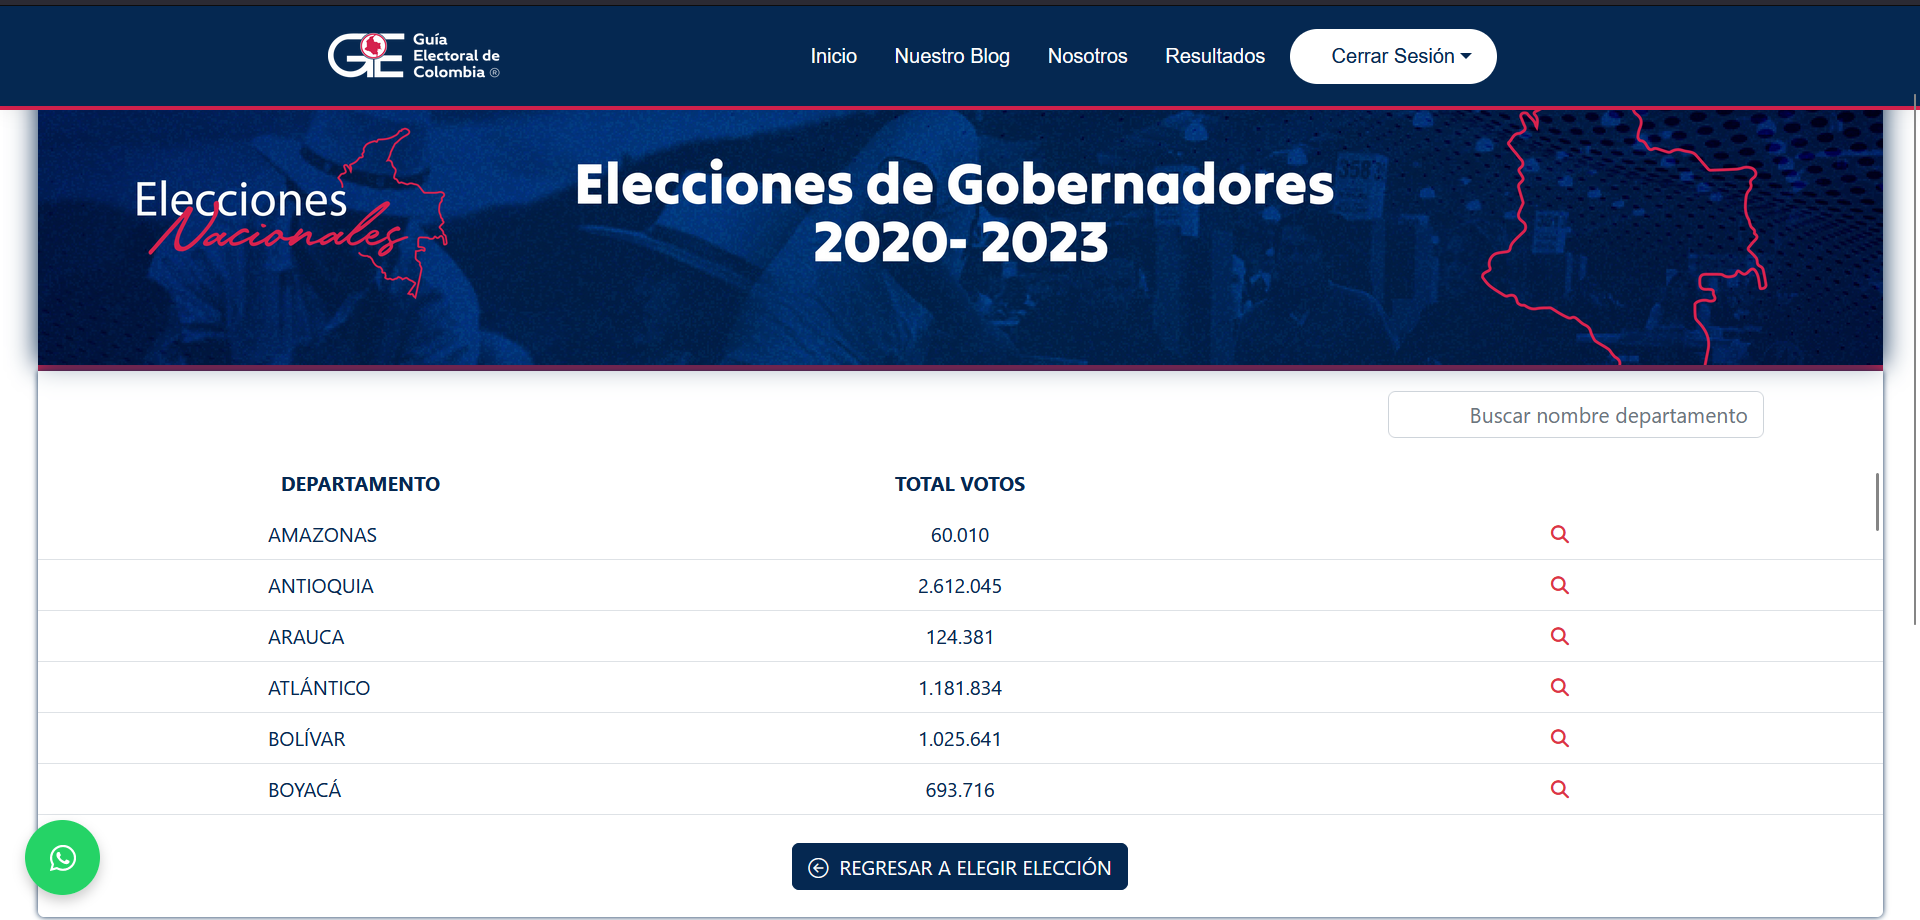 Guía
Electoral de
Colombia ®
Inicio
Nuestro Blog
Nosotros
Resultados
Cerrar Sesión
Elecciones
Nacionales
Elecciones de Gobernadores
2020- 2023
Buscar nombre departamento
DEPARTAMENTO TOTAL VOTOS
AMAZONAS 60.010
ANTIOQUIA 2.612.045
ARAUCA 124.381
ATLÁNTICO 1.181.834
BOLÍVAR 1.025.641
BOYACÁ 693.716
REGRESAR A ELEGIR ELECCIÓN